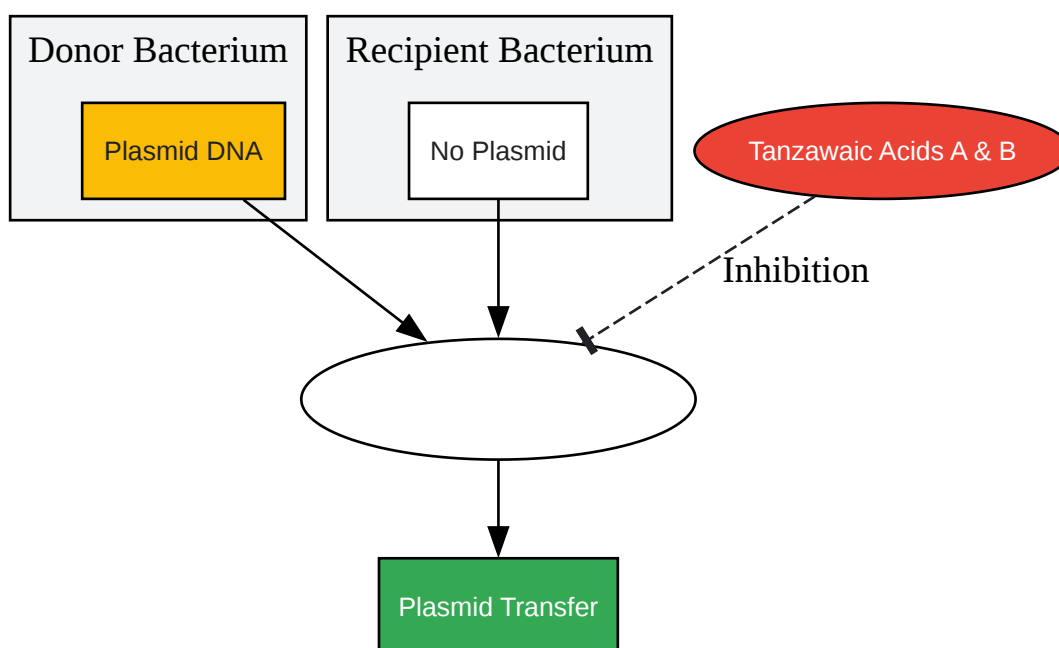 Donor Bacterium
Recipient Bacterium
Plasmid DNA
No Plasmid
Tanzawaic Acids A & B
Inhibition
Plasmid Transfer